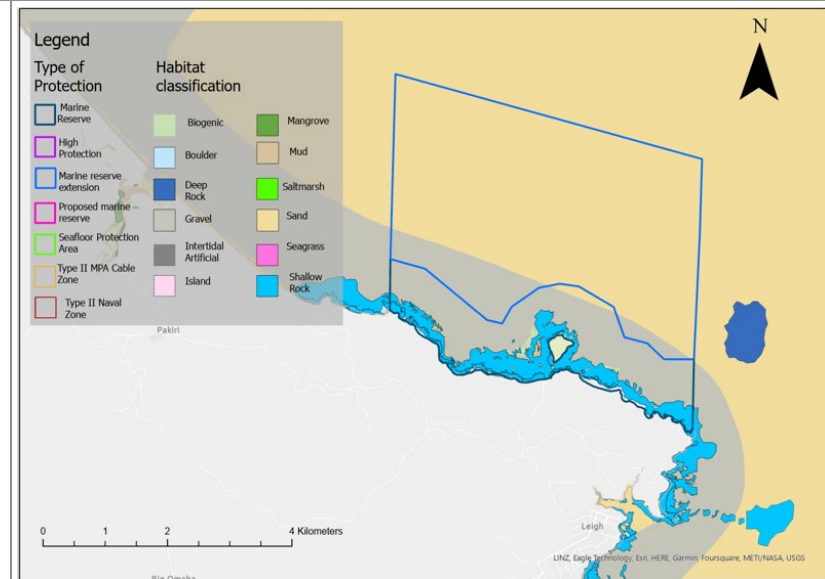 Legend
Type of
Protection
Marine
Reserve
High
Protection
Marine reserve
extension
Proposed marine
reserve
Seafloor Protection
Area
Type II MPA Cable
Zone
Type II Naval
Zone
Habitat
classification
Biogenic
Boulder
Deep
Rock
Gravel
Intertidal
Artificial
Island
Mangrove
Mud
Saltmarsh
Sand
Seagrass
Shallow
Rock
N
Pakiri
Leigh
0 1 2 4 Kilometers
LINZ, Eagle Technology, Esri, HERE, Garmin, Foursquare, METI/NASA, USGS
Big Omaha